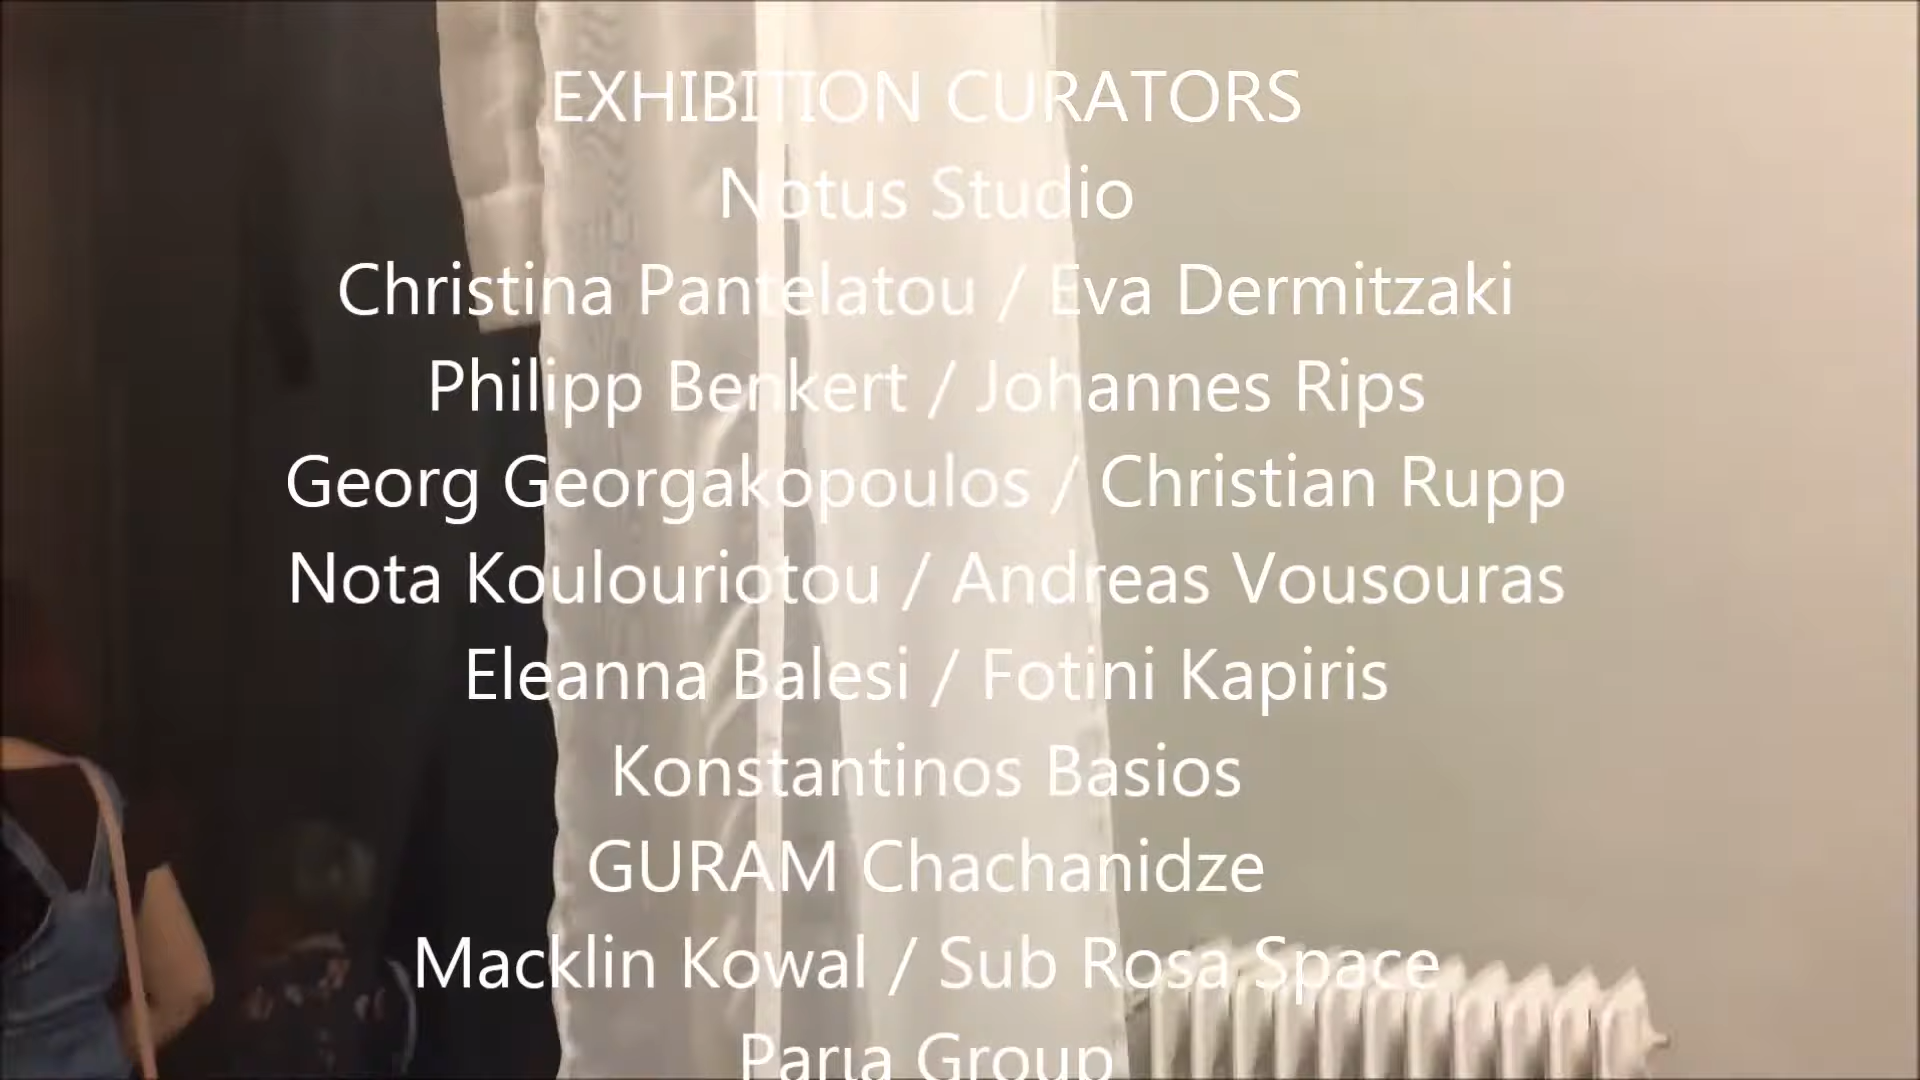 EXHIBITION CURATORS
Notus Studio
Christina Pantelatou / Eva Dermitzaki
Philipp Benkert / Johannes Rips
Georg Georgakopoulos / Christian Rupp
Nota Koulouriotou / Andreas Vousouras
Eleanna Balesi / Fotini Kapiris
Konstantinos Basios
GURAM Chachanidze
Macklin Kowal / Sub Rosa Space
Group